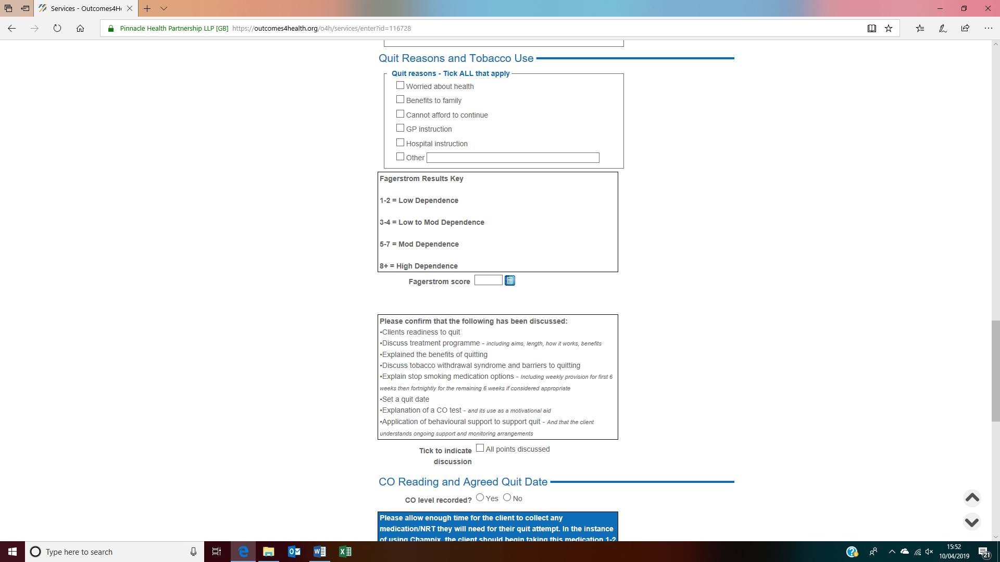 Services - Outcomes4He
Pinnacle Health Partnership LLP [GB] https://outcomes4health.org/o4h/services/enter?id=116728
Quit Reasons and Tobacco Use
Quit reasons - Tick ALL that apply
Worried about health
Benefits to family
Cannot afford to continue
GP instruction
Hospital instruction
Other
Fagerstrom Results Key
1-2 = Low Dependence
3-4 = Low to Mod Dependence
5-7 = Mod Dependence
8+ = High Dependence
Fagerstrom score
Please confirm that the following has been discussed:
•Clients readiness to quit
•Discuss treatment programme - including aims, length, how it works, benefits
•Explained the benefits of quitting
•Discuss tobacco withdrawal syndrome and barriers to quitting
•Explain stop smoking medication options - Including weekly provision for first 6
weeks then fortnightly for the remaining 6 weeks if considered appropriate
•Set a quit date
•Explanation of a CO test - and its use as a motivational aid
•Application of behavioural support to support quit - And that the client
understands ongoing support and monitoring arrangements
Tick to indicate All points discussed
discussion
CO Reading and Agreed Quit Date
CO level recorded? Yes No
Please allow enough time for the client to collect any
medication/NRT they will need for their quit attempt. In the instance
of using Champix, the client should begin taking this medication 1-2
Type here to search
15:52
10/04/2019
21